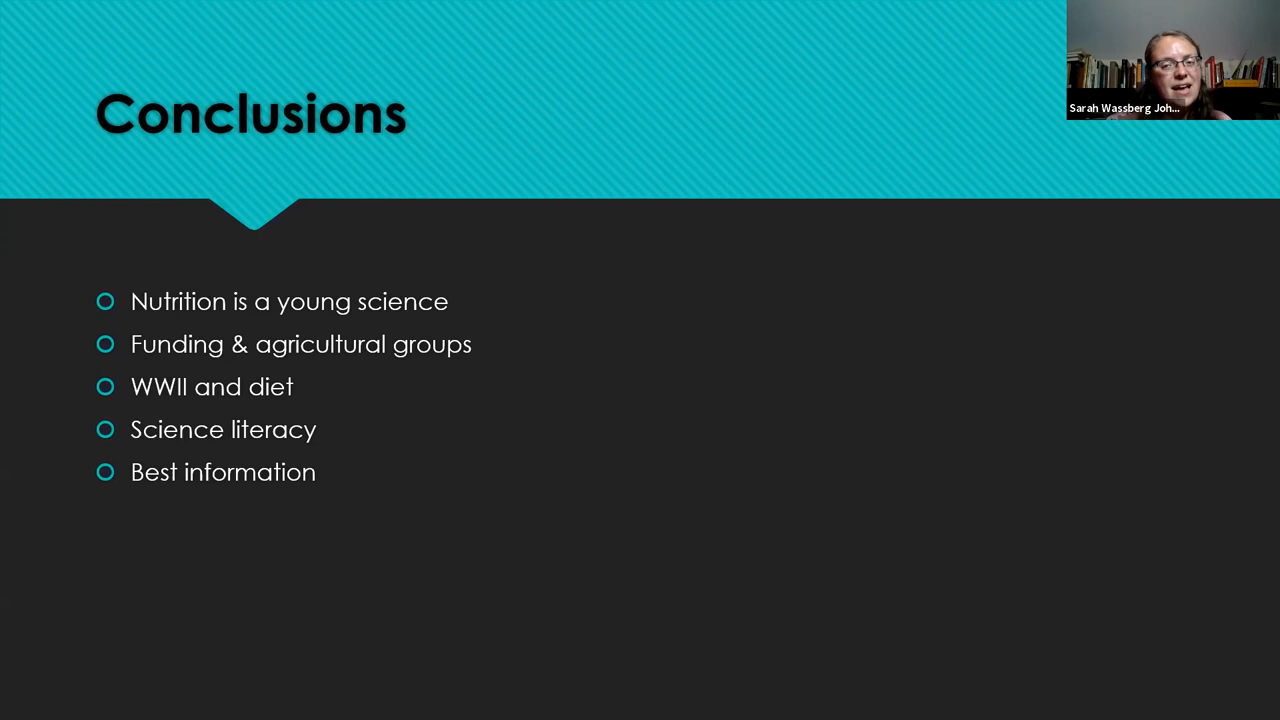 Conclusions
Sarah Wassberg Joh...
Nutrition is a young science
Funding & agricultural groups
WWII and diet
Science literacy
Best information